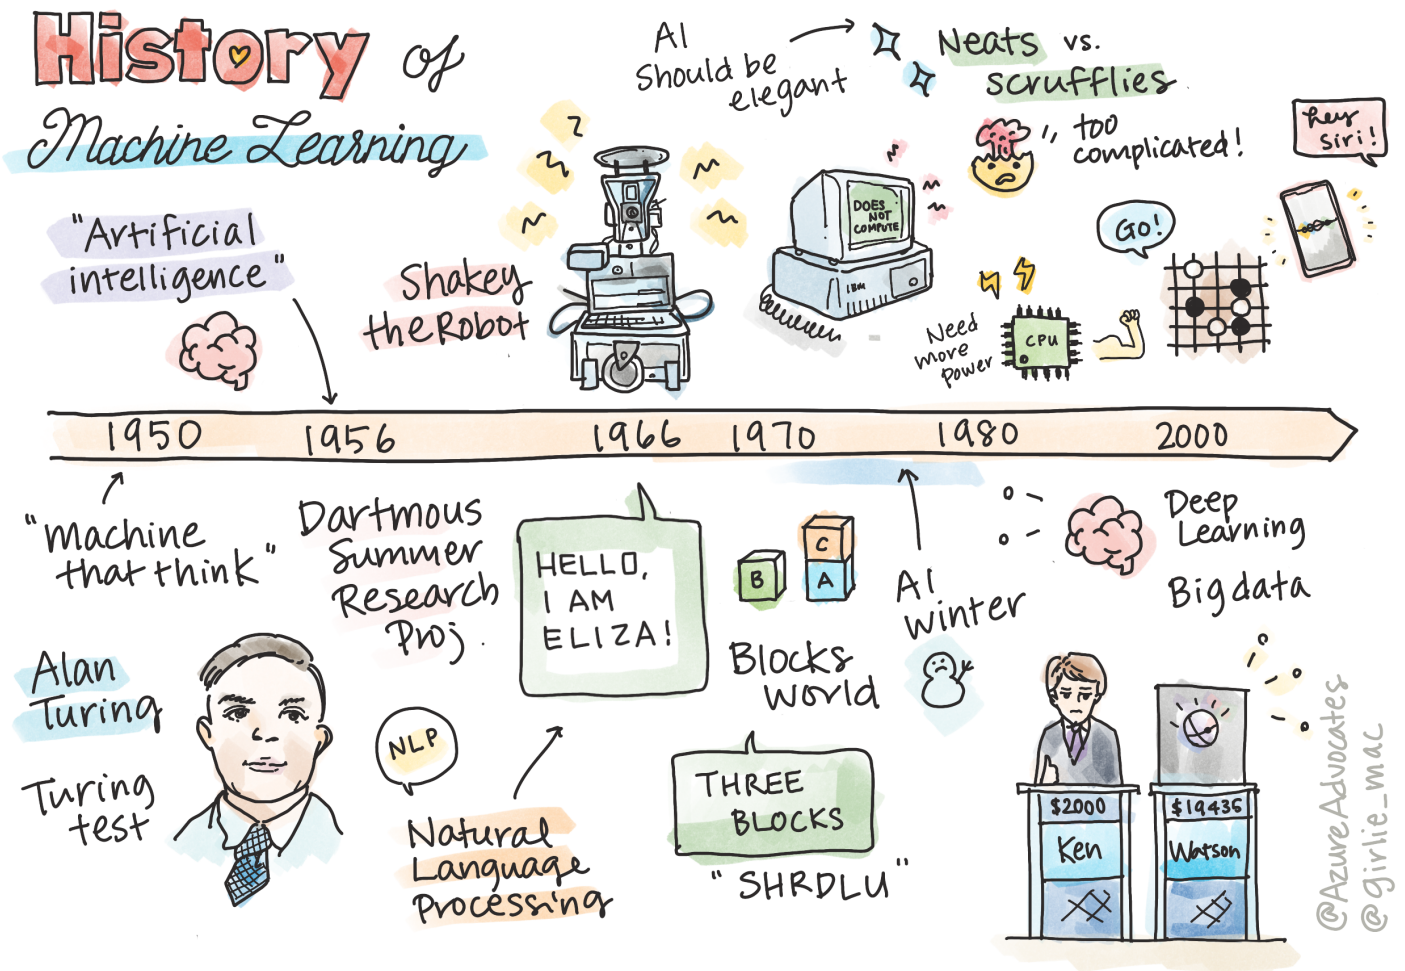 History of
Machine Learning
"Artificial
intelligence"
Shakey
the Robot
AI
Should be
elegant
Neats vs.
scrufflies
too
complicated!
hey
siri!
DOES
NOT
COMPUTE
IBM
GO!
Need
more
power
CPU
1950
1956
1966
1970
1980
2000
"Machine
that think"
Alan
Turing
Turing
test
Dartmous
Summer
Research
Proj.
NLP
Natural
Language
Processing
HELLO,
I AM
ELIZA!
B
C
A
Blocks
world
THREE
BLOCKS
"SHRDLU"
AI
winter
Deep
Learning
Big data
$2000
Ken
$19435
Watson
@AzureAdvocates
@girlie_mac